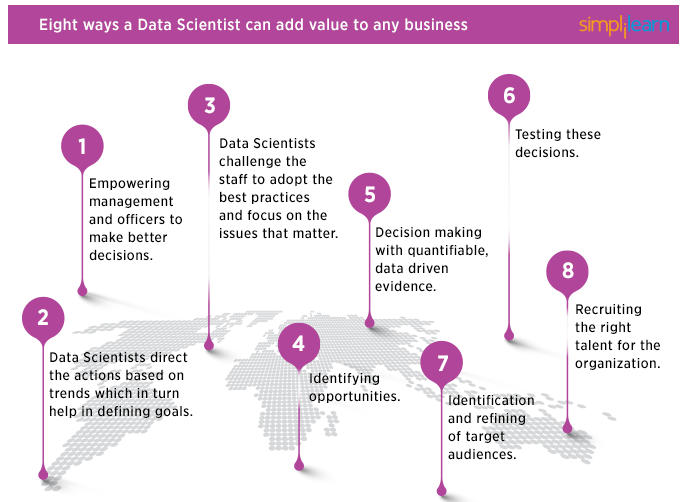 Eight ways a Data Scientist can add value to any business
simplilearn
1
Empowering
management
and officers to
make better
decisions.
2
Data Scientists direct
the actions based on
trends which in turn
help in defining goals.
3
Data Scientists
challenge the
staff to adopt the
best practices
and focus on the
issues that matter.
4
Identifying
opportunities.
5
Decision making
with quantifiable,
data driven
evidence.
6
Testing these
decisions.
7
Identification
and refining
of target
audiences.
8
Recruiting
the right
talent for the
organization.